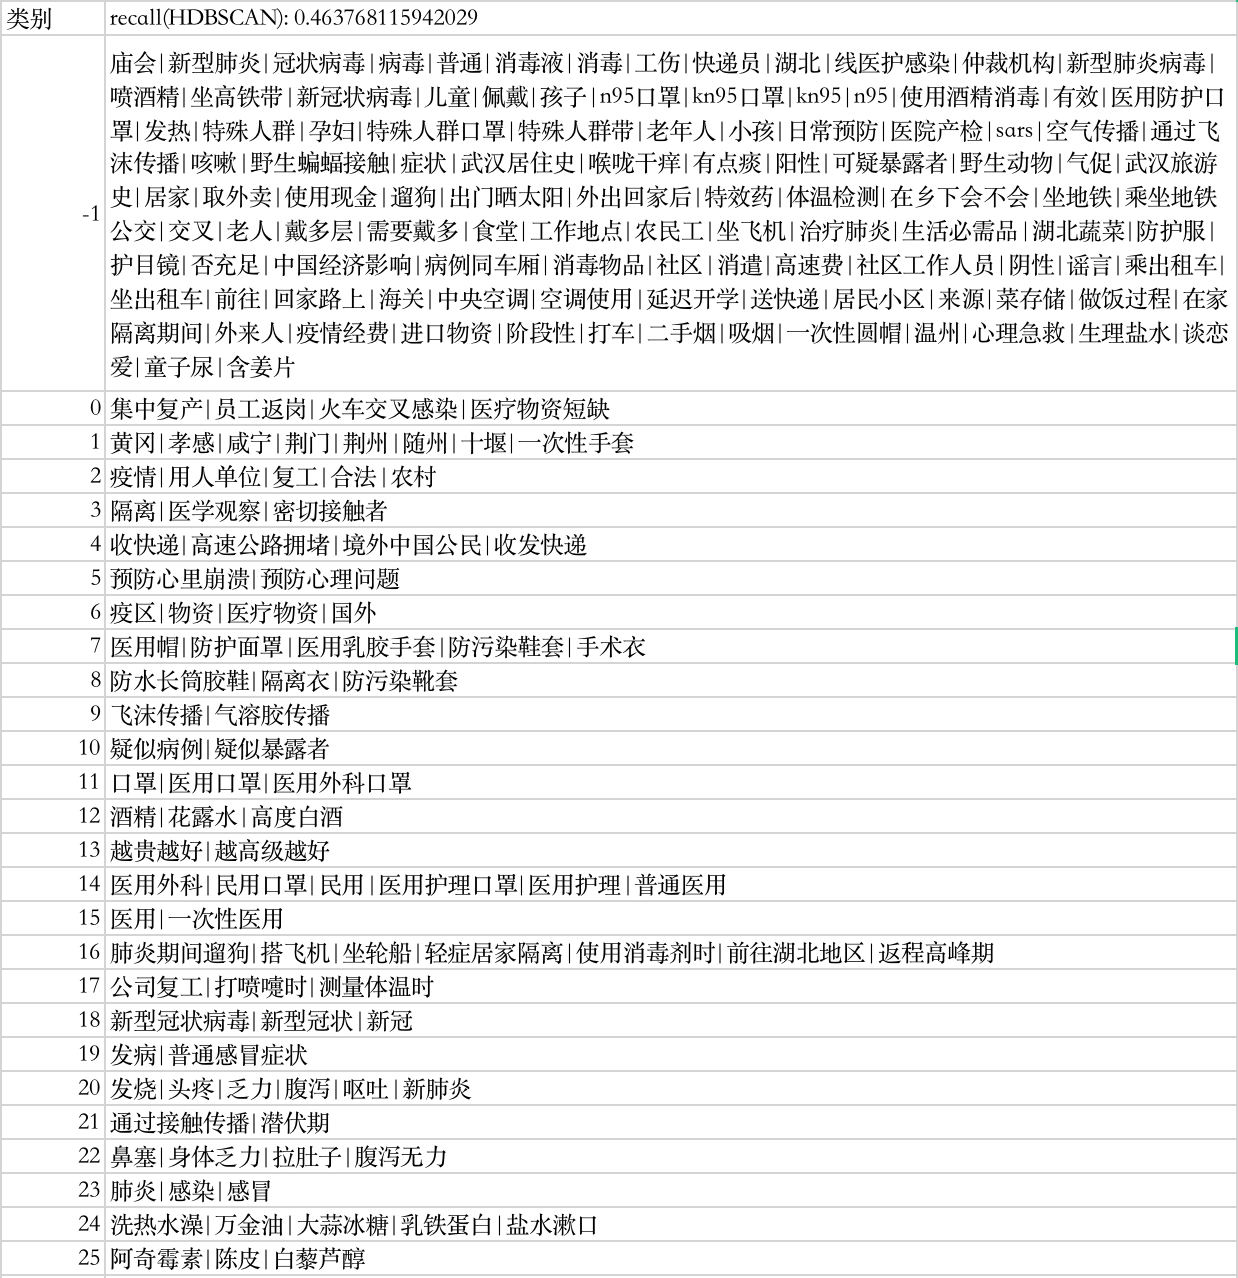 类别 recall(HDBSCAN): 0.463768115942029
庙会|新型肺炎|冠状病毒|病毒|普通|消毒液|消毒|工伤|快递员|湖北|线医护感染|仲裁机构|新型肺炎病毒|
喷酒精|坐高铁带|新冠状病毒|儿童|佩戴|孩子|n95口罩|kn95口罩|kn95|n95|使用酒精消毒|有效|医用防护口
罩|发热|特殊人群|孕妇|特殊人群口罩|特殊人群带|老年人|小孩|日常预防|医院产检|sars|空气传播|通过飞
沫传播|咳嗽|野生蝙蝠接触|症状|武汉居住史|喉咙干痒|有点痰|阳性|可疑暴露者|野生动物|气促|武汉旅游
-1 史|居家|取外卖|使用现金|遛狗|出门晒太阳|外出回家后|特效药|体温检测|在乡下会不会|坐地铁|乘坐地铁
公交|交叉|老人|戴多层|需要戴多|食堂|工作地点|农民工|坐飞机|治疗肺炎|生活必需品|湖北蔬菜|防护服|
护目镜|否充足|中国经济影响|病例同车厢|消毒物品|社区|消遣|高速费|社区工作人员|阴性|谣言|乘出租车|
坐出租车|前往|回家路上|海关|中央空调|空调使用|延迟开学|送快递|居民小区|来源|菜存储|做饭过程|在家
隔离期间|外来人|疫情经费|进口物资|阶段性|打车|二手烟|吸烟|一次性圆帽|温州|心理急救|生理盐水|谈恋
爱|童子尿|含姜片
0 集中复产|员工返岗|火车交叉感染|医疗物资短缺
1 黄冈|孝感|咸宁|荆门|荆州|随州|十堰|一次性手套
2 疫情|用人单位|复工|合法|农村
3 隔离|医学观察|密切接触者
4 收快递|高速公路拥堵|境外中国公民|收发快递
5 预防心里崩溃|预防心理问题
6 疫区|物资|医疗物资|国外
7 医用帽|防护面罩|医用乳胶手套|防污染鞋套|手术衣
8 防水长筒胶鞋|隔离衣|防污染靴套
9 飞沫传播|气溶胶传播
10 疑似病例|疑似暴露者
11 口罩|医用口罩|医用外科口罩
12 酒精|花露水|高度白酒
13 越贵越好|越高级越好
14 医用外科|民用口罩|民用|医用护理口罩|医用护理|普通医用
15 医用|一次性医用
16 肺炎期间遛狗|搭飞机|坐轮船|轻症居家隔离|使用消毒剂时|前往湖北地区|返程高峰期
17 公司复工|打喷嚏时|测量体温时
18 新型冠状病毒|新型冠状|新冠
19 发病|普通感冒症状
20 发烧|头疼|乏力|腹泻|呕吐|新肺炎
21 通过接触传播|潜伏期
22 鼻塞|身体乏力|拉肚子|腹泻无力
23 肺炎|感染|感冒
24 洗热水澡|万金油|大蒜冰糖|乳铁蛋白|盐水漱口
25 阿奇霉素|陈皮|白藜芦醇